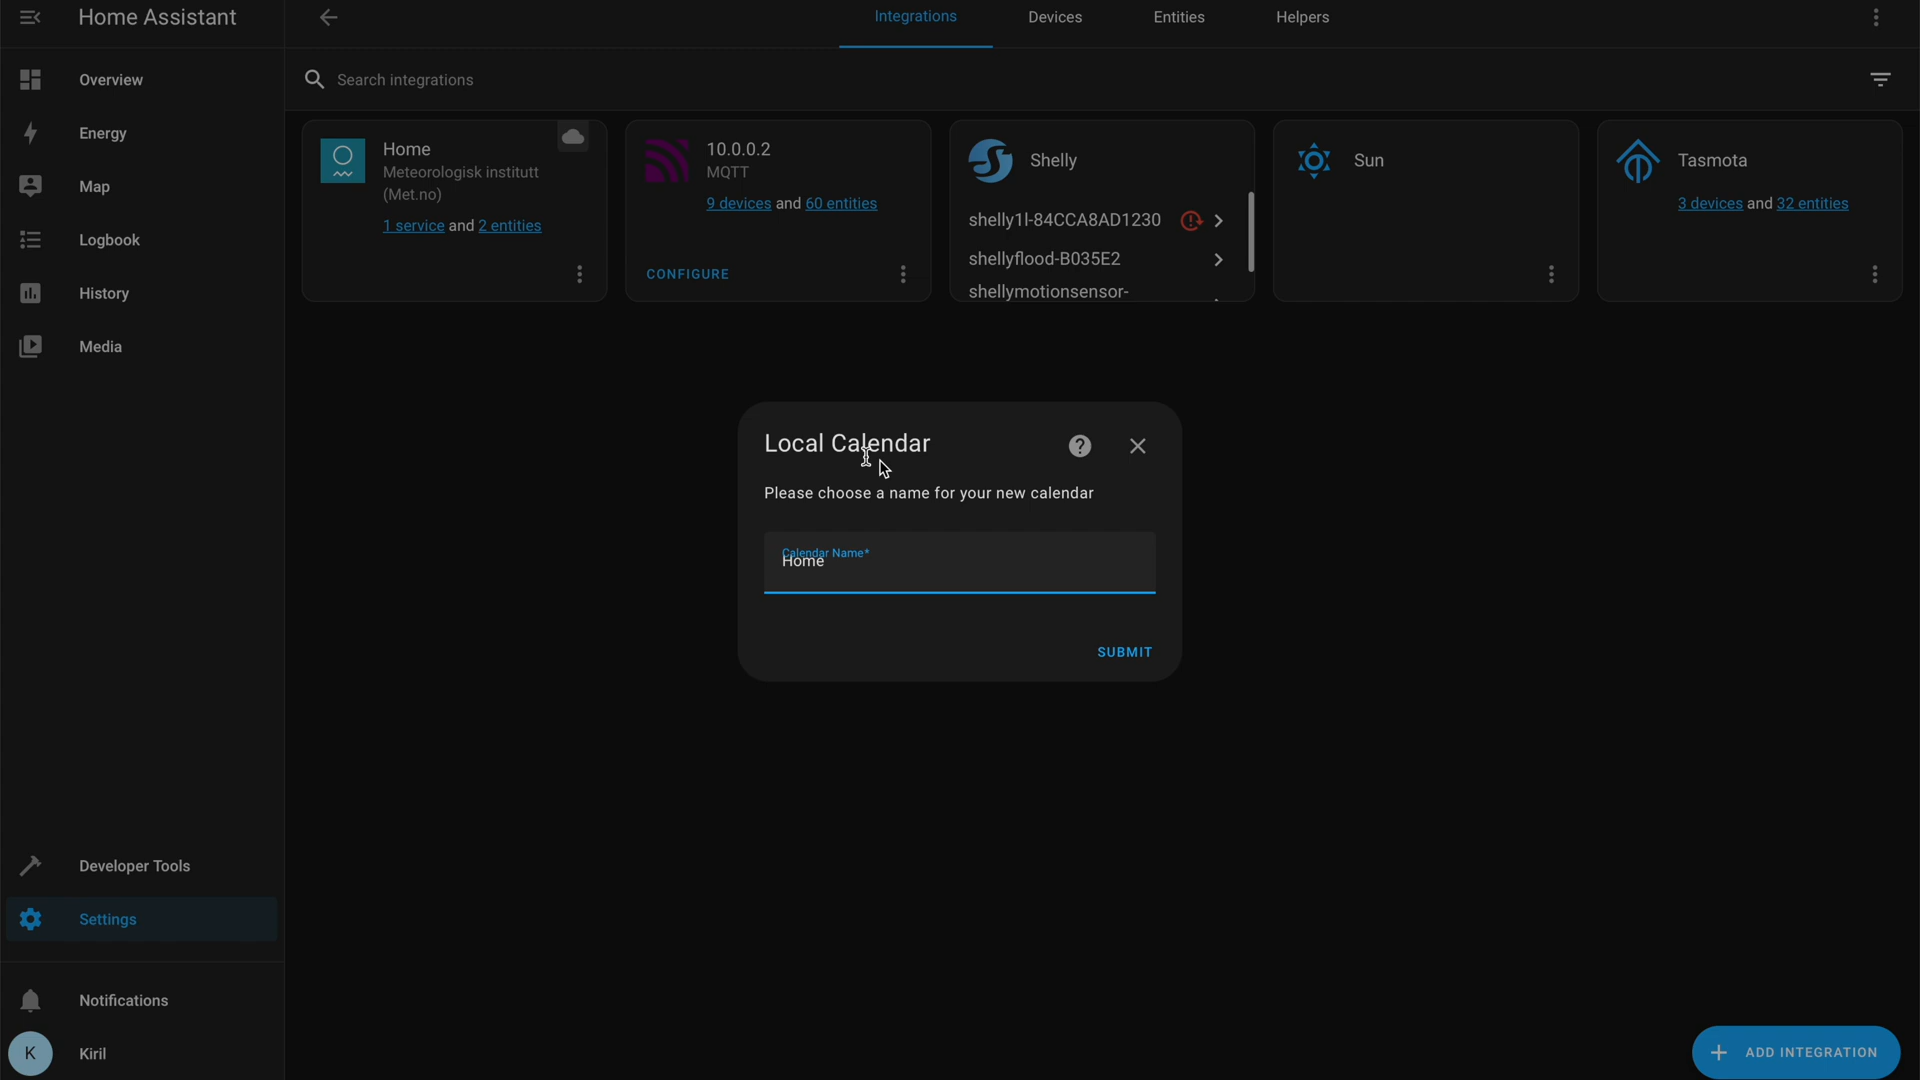 Home Assistant
Integrations
Devices
Entities
Helpers
Overview
Energy
Map
Logbook
History
Media
Developer Tools
Settings
Notifications
K
Kiril
Search integrations
Home
Meteorologisk institutt
(Met.no)
1 service and 2 entities
10.0.0.2
MQTT
9 devices and 60 entities
CONFIGURE
Shelly
shelly1l-84CCA8AD1230
shellyflood-B035E2
shellymotionsensor-
Sun
Tasmota
3 devices and 32 entities
Local Calendar
Please choose a name for your new calendar
Calendar Name*
Home
SUBMIT
ADD INTEGRATION